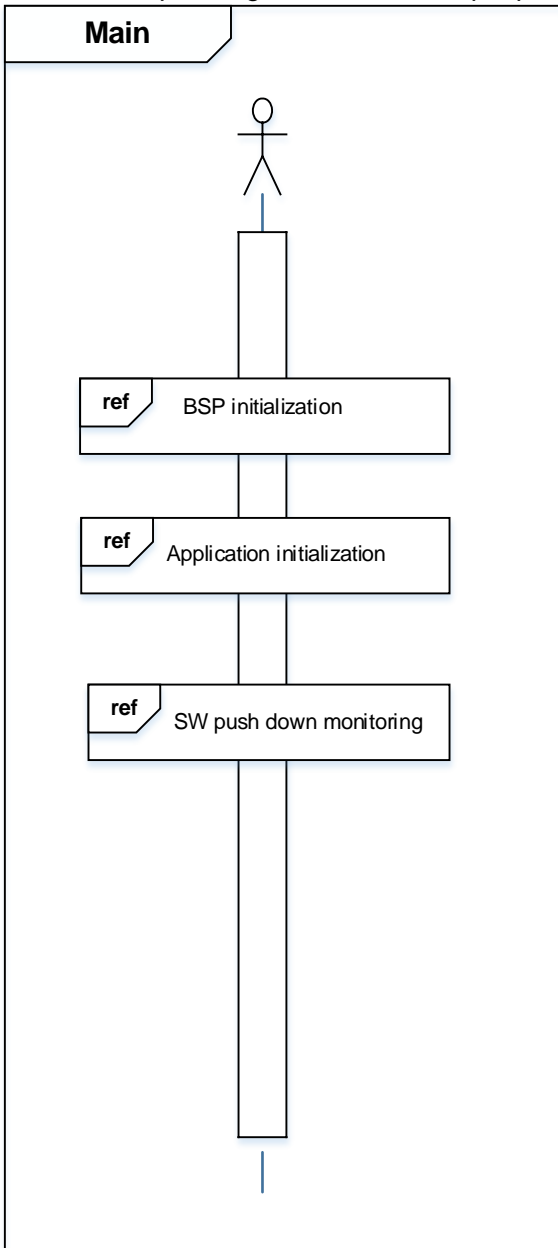 Main
ref
BSP initialization
ref
Application initialization
ref
SW push down monitoring